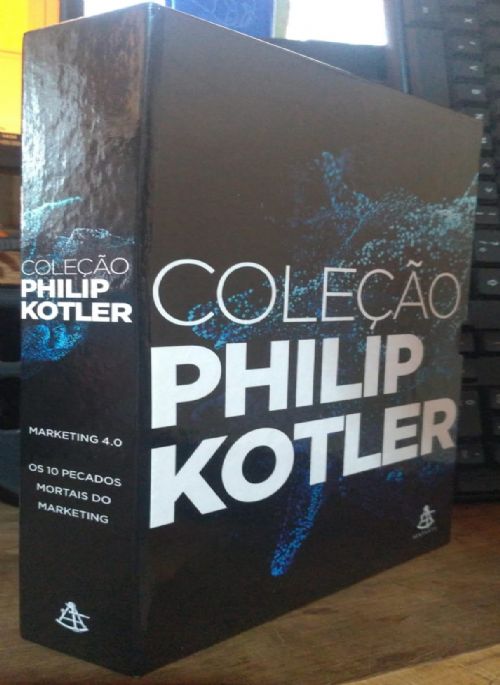 COLEÇÃO
PHILIP
KOTLER
MARKETING 4.0
OS 10 PECADOS
MORTAIS DO
MARKETING
COLEÇÃO
PHILIP
KOTLER